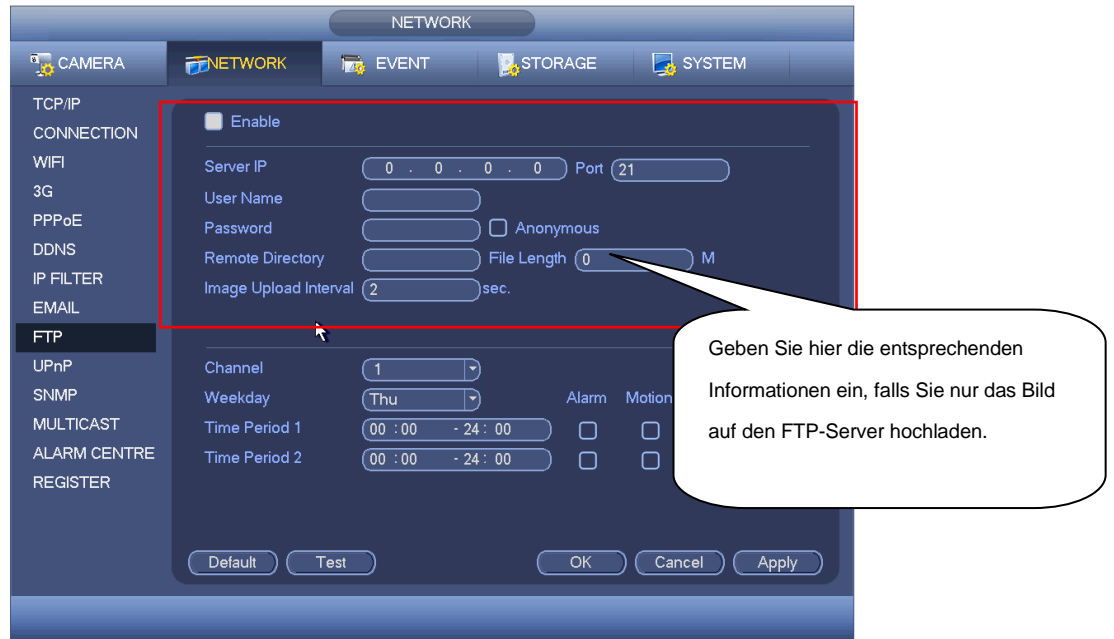 NETWORK
CAMERA NETWORK EVENT STORAGE SYSTEM
TCP/IP
CONNECTION
WIFI
3G
PPPoE
DDNS
IP FILTER
EMAIL
FTP
UPnP
SNMP
MULTICAST
ALARM CENTRE
REGISTER
Enable
Server IP 0 . 0 . 0 . 0 Port 21
User Name
Password Anonymous
Remote Directory File Length 0 M
Image Upload Interval 2 sec.
Channel 1
Weekday Thu Alarm Motion
Time Period 1 00 : 00 - 24 : 00
Time Period 2 00 : 00 - 24 : 00
Default Test OK Cancel Apply
Geben Sie hier die entsprechenden
Informationen ein, falls Sie nur das Bild
auf den FTP-Server hochladen.